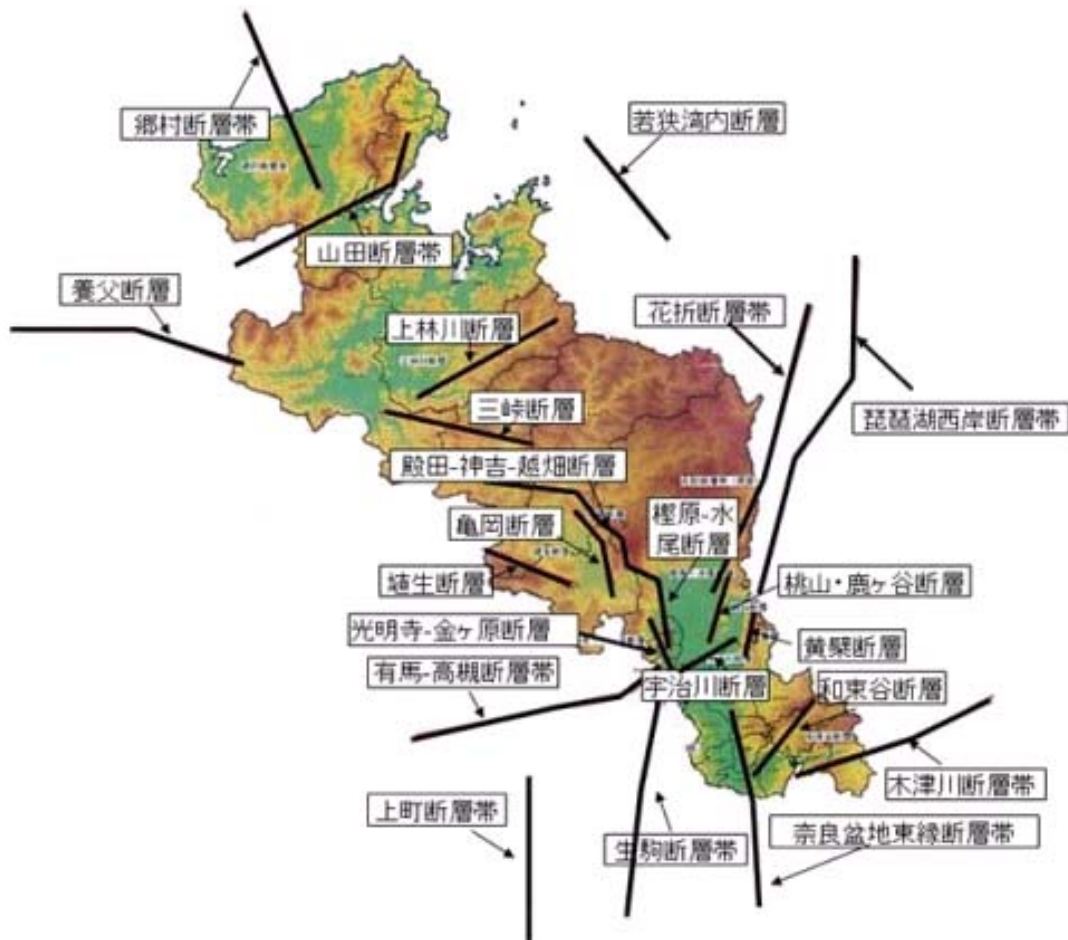 郷村断層帯
若狭湾内断層
山田断層帯
養父断層
上林川断層
花折断層帯
三峠断層
琵琶湖西岸断層帯
殿田-神吉-越畑断層
亀岡断層
樫原-水
尾断層
埴生断層
桃山・鹿ヶ谷断層
光明寺-金ヶ原断層
黄檗断層
有馬-高槻断層帯
宇治川断層
和束谷断層
木津川断層帯
上町断層帯
生駒断層帯
奈良盆地東縁断層帯